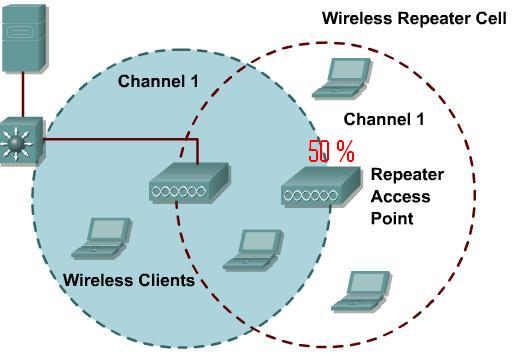 Wireless Repeater Cell
Channel 1
Channel 1
50 %
Repeater
Access
Point
Wireless Clients